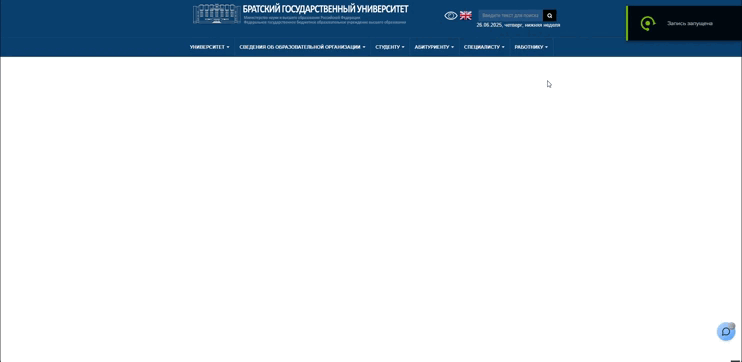 БРАТСКИЙ ГОСУДАРСТВЕННЫЙ УНИВЕРСИТЕТ
Министерство науки и высшего образования Российской Федерации
Федеральное государственное бюджетное образовательное учреждение высшего образования
Введите текст для поиска
26.06.2025, четверг, нижняя неделя
Запись запущена
УНИВЕРСИТЕТ СВЕДЕНИЯ ОБ ОБРАЗОВАТЕЛЬНОЙ ОРГАНИЗАЦИИ СТУДЕНТУ АБИТУРИЕНТУ СПЕЦИАЛИСТУ РАБОТНИКУ